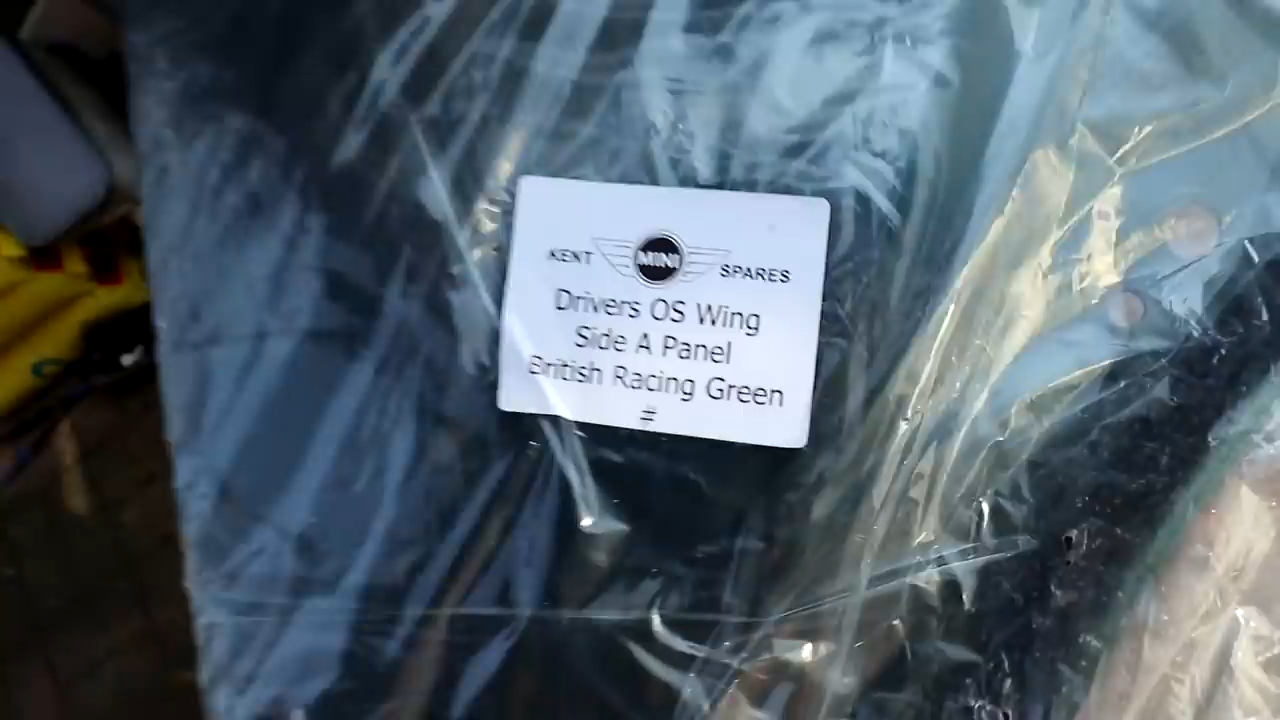 KENT MINI SPARES
Drivers OS Wing
Side A Panel
British Racing Green
#